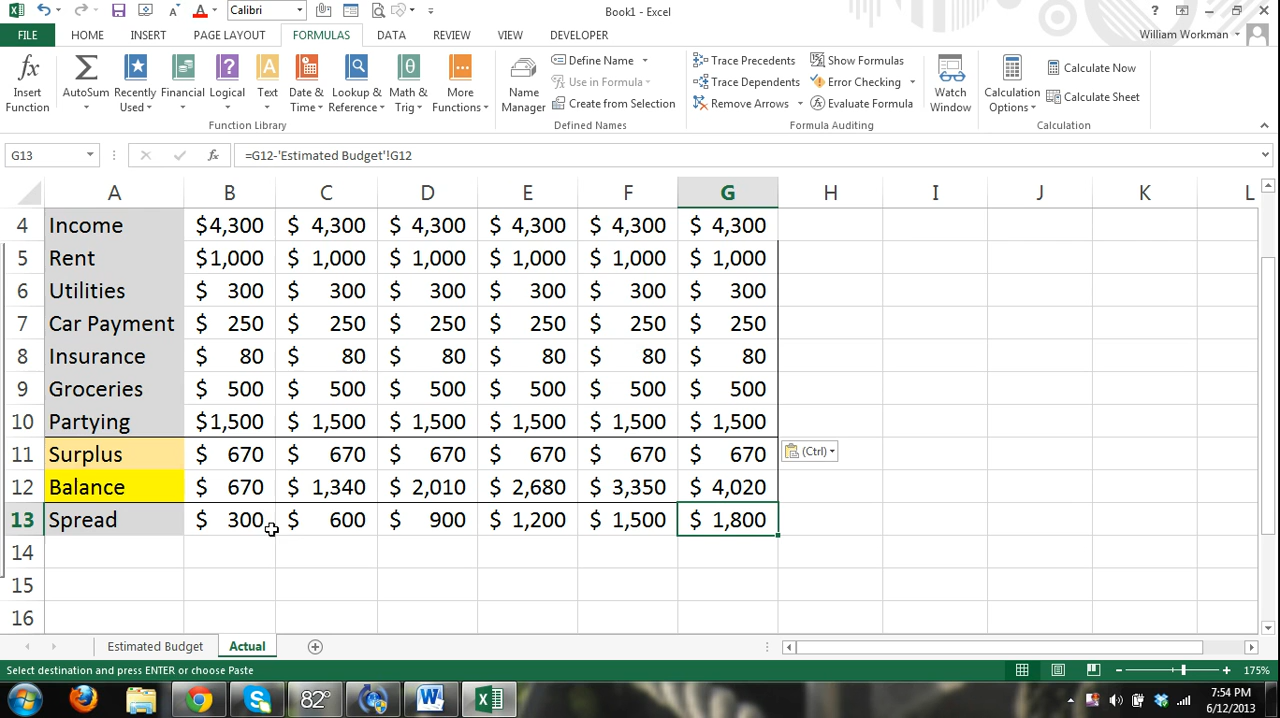 Calibri
Book1 - Excel
?
FILE HOME INSERT PAGE LAYOUT FORMULAS DATA REVIEW VIEW DEVELOPER William Workman
Insert Function
AutoSum
Recently Used
Financial
Logical
Text
Date & Time
Lookup & Reference
Math & Trig
More Functions
Function Library
Name Manager
Define Name
Use in Formula
Create from Selection
Defined Names
Trace Precedents
Trace Dependents
Remove Arrows
Show Formulas
Error Checking
Evaluate Formula
Formula Auditing
Watch Window
Calculation Options
Calculate Now
Calculate Sheet
Calculation
G13 fx =G12-'Estimated Budget'!G12
A B C D E F G H I J K L
4 Income $4,300 $ 4,300 $ 4,300 $ 4,300 $ 4,300 $ 4,300
5 Rent $1,000 $ 1,000 $ 1,000 $ 1,000 $ 1,000 $ 1,000
6 Utilities $ 300 $ 300 $ 300 $ 300 $ 300 $ 300
7 Car Payment $ 250 $ 250 $ 250 $ 250 $ 250 $ 250
8 Insurance $ 80 $ 80 $ 80 $ 80 $ 80 $ 80
9 Groceries $ 500 $ 500 $ 500 $ 500 $ 500 $ 500
10 Partying $1,500 $ 1,500 $ 1,500 $ 1,500 $ 1,500 $ 1,500
11 Surplus $ 670 $ 670 $ 670 $ 670 $ 670 $ 670 (Ctrl)
12 Balance $ 670 $ 1,340 $ 2,010 $ 2,680 $ 3,350 $ 4,020
13 Spread $ 300 $ 600 $ 900 $ 1,200 $ 1,500 $ 1,800
14
15
16
Estimated Budget Actual
Select destination and press ENTER or choose Paste 175%
82° 7:54 PM
6/12/2013